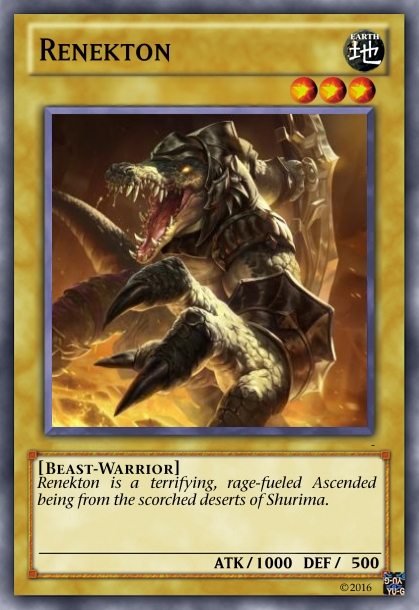 RENEKTON
EARTH
地
[BEAST-WARRIOR]
Renekton is a terrifying, rage-fueled Ascended
being from the scorched deserts of Shurima.
ATK / 1000 DEF / 500
©2016
YU-G